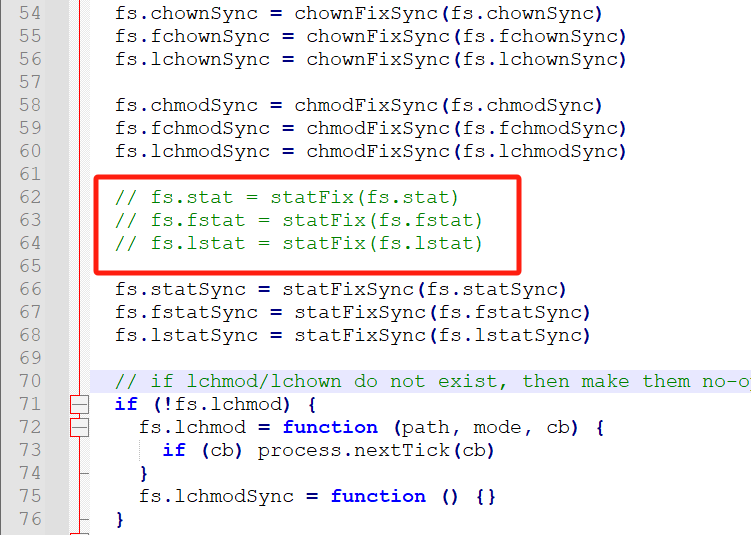 54 fs.chownSync = chownFixSync(fs.chownSync)
55 fs.fchownSync = chownFixSync(fs.fchownSync)
56 fs.lchownSync = chownFixSync(fs.lchownSync)
57
58 fs.chmodSync = chmodFixSync(fs.chmodSync)
59 fs.fchmodSync = chmodFixSync(fs.fchmodSync)
60 fs.lchmodSync = chmodFixSync(fs.lchmodSync)
61
62 // fs.stat = statFix(fs.stat)
63 // fs.fstat = statFix(fs.fstat)
64 // fs.lstat = statFix(fs.lstat)
65
66 fs.statSync = statFixSync(fs.statSync)
67 fs.fstatSync = statFixSync(fs.fstatSync)
68 fs.lstatSync = statFixSync(fs.lstatSync)
69
70 // if lchmod/lchown do not exist, then make them no-o
71 if (!fs.lchmod) {
72 fs.lchmod = function (path, mode, cb) {
73 if (cb) process.nextTick(cb)
74 }
75 fs.lchmodSync = function () {}
76 }